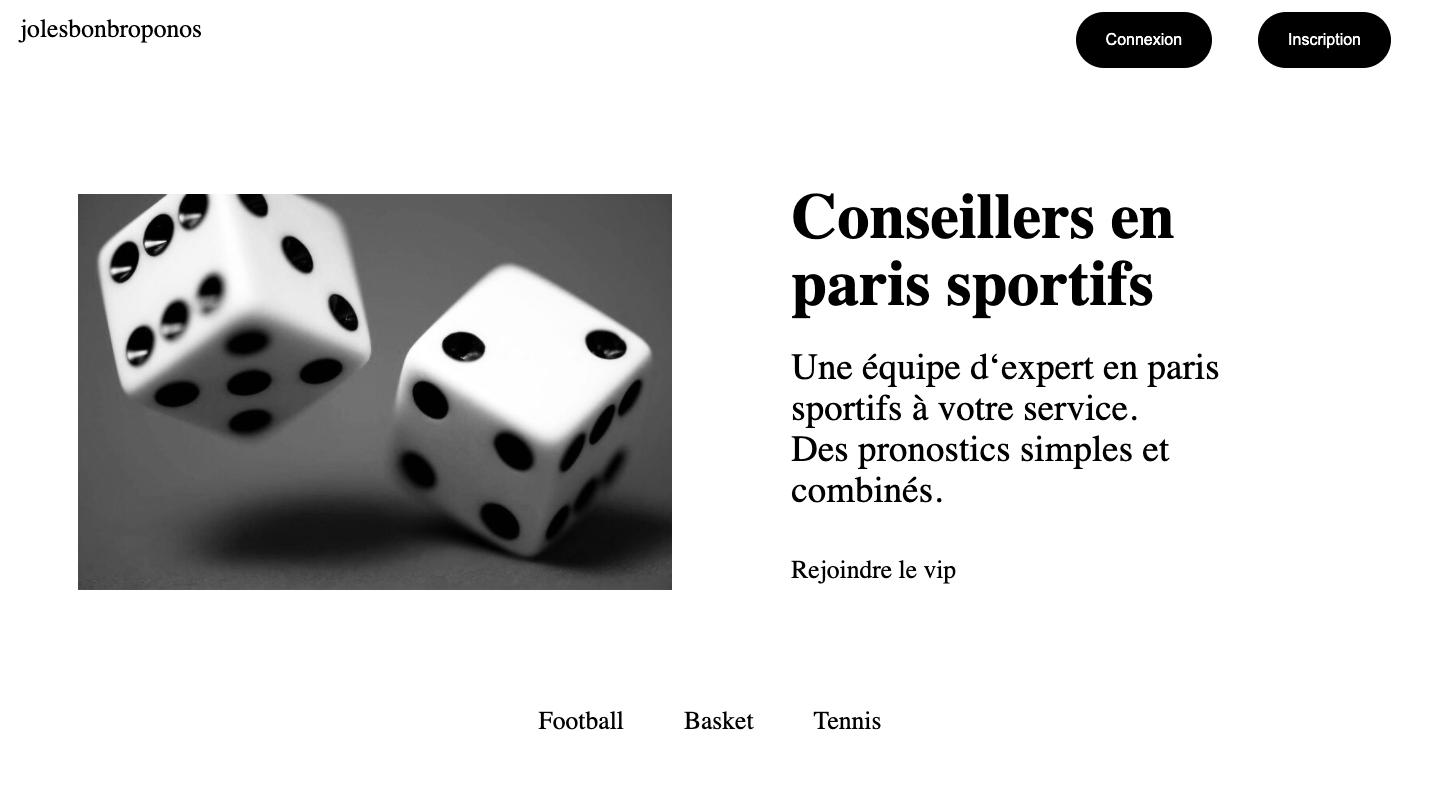 jolesbonbroponos
Connexion
Inscription
Conseillers en
paris sportifs
Une équipe d‘expert en paris
sportifs à votre service.
Des pronostics simples et
combinés.
Rejoindre le vip
Football
Basket
Tennis